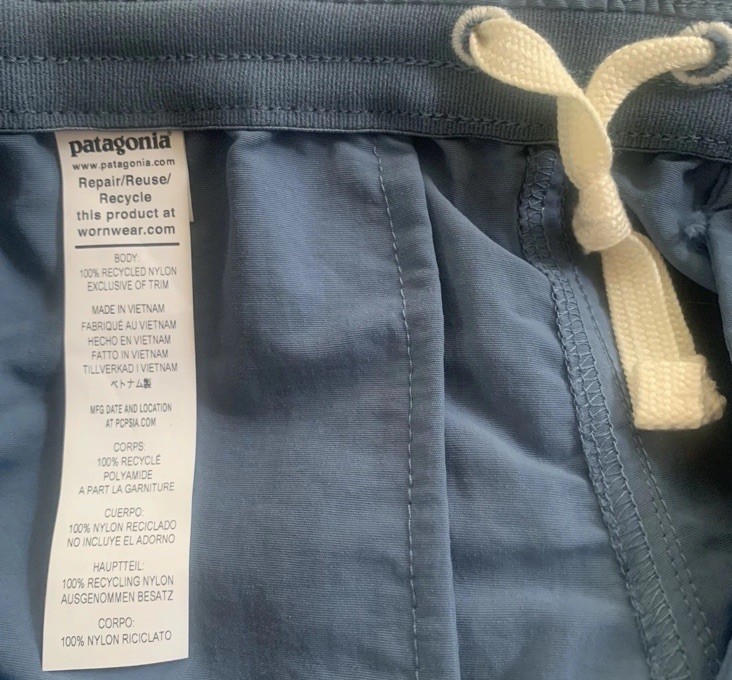 patagonia®
www.patagonia.com
Repair/Reuse/
Recycle
this product at
wornwear.com
BODY:
100% RECYCLED NYLON
EXCLUSIVE OF TRIM
MADE IN VIETNAM
FABRIQUÉ AU VIETNAM
HECHO EN VIETNAM
FATTO IN VIETNAM
TILLVERKAD I VIETNAM
ベトナム製
MFG DATE AND LOCATION
AT PCPSIA.COM
CORPS:
100% RECYCLÉ
POLYAMIDE
A PART LA GARNITURE
CUERPO:
100% NYLON RECICLADO
NO INCLUYE EL ADORNO
HAUPTTEIL:
100% RECYCLING NYLON
AUSGENOMMEN BESATZ
CORPO:
100% NYLON RICICLATO